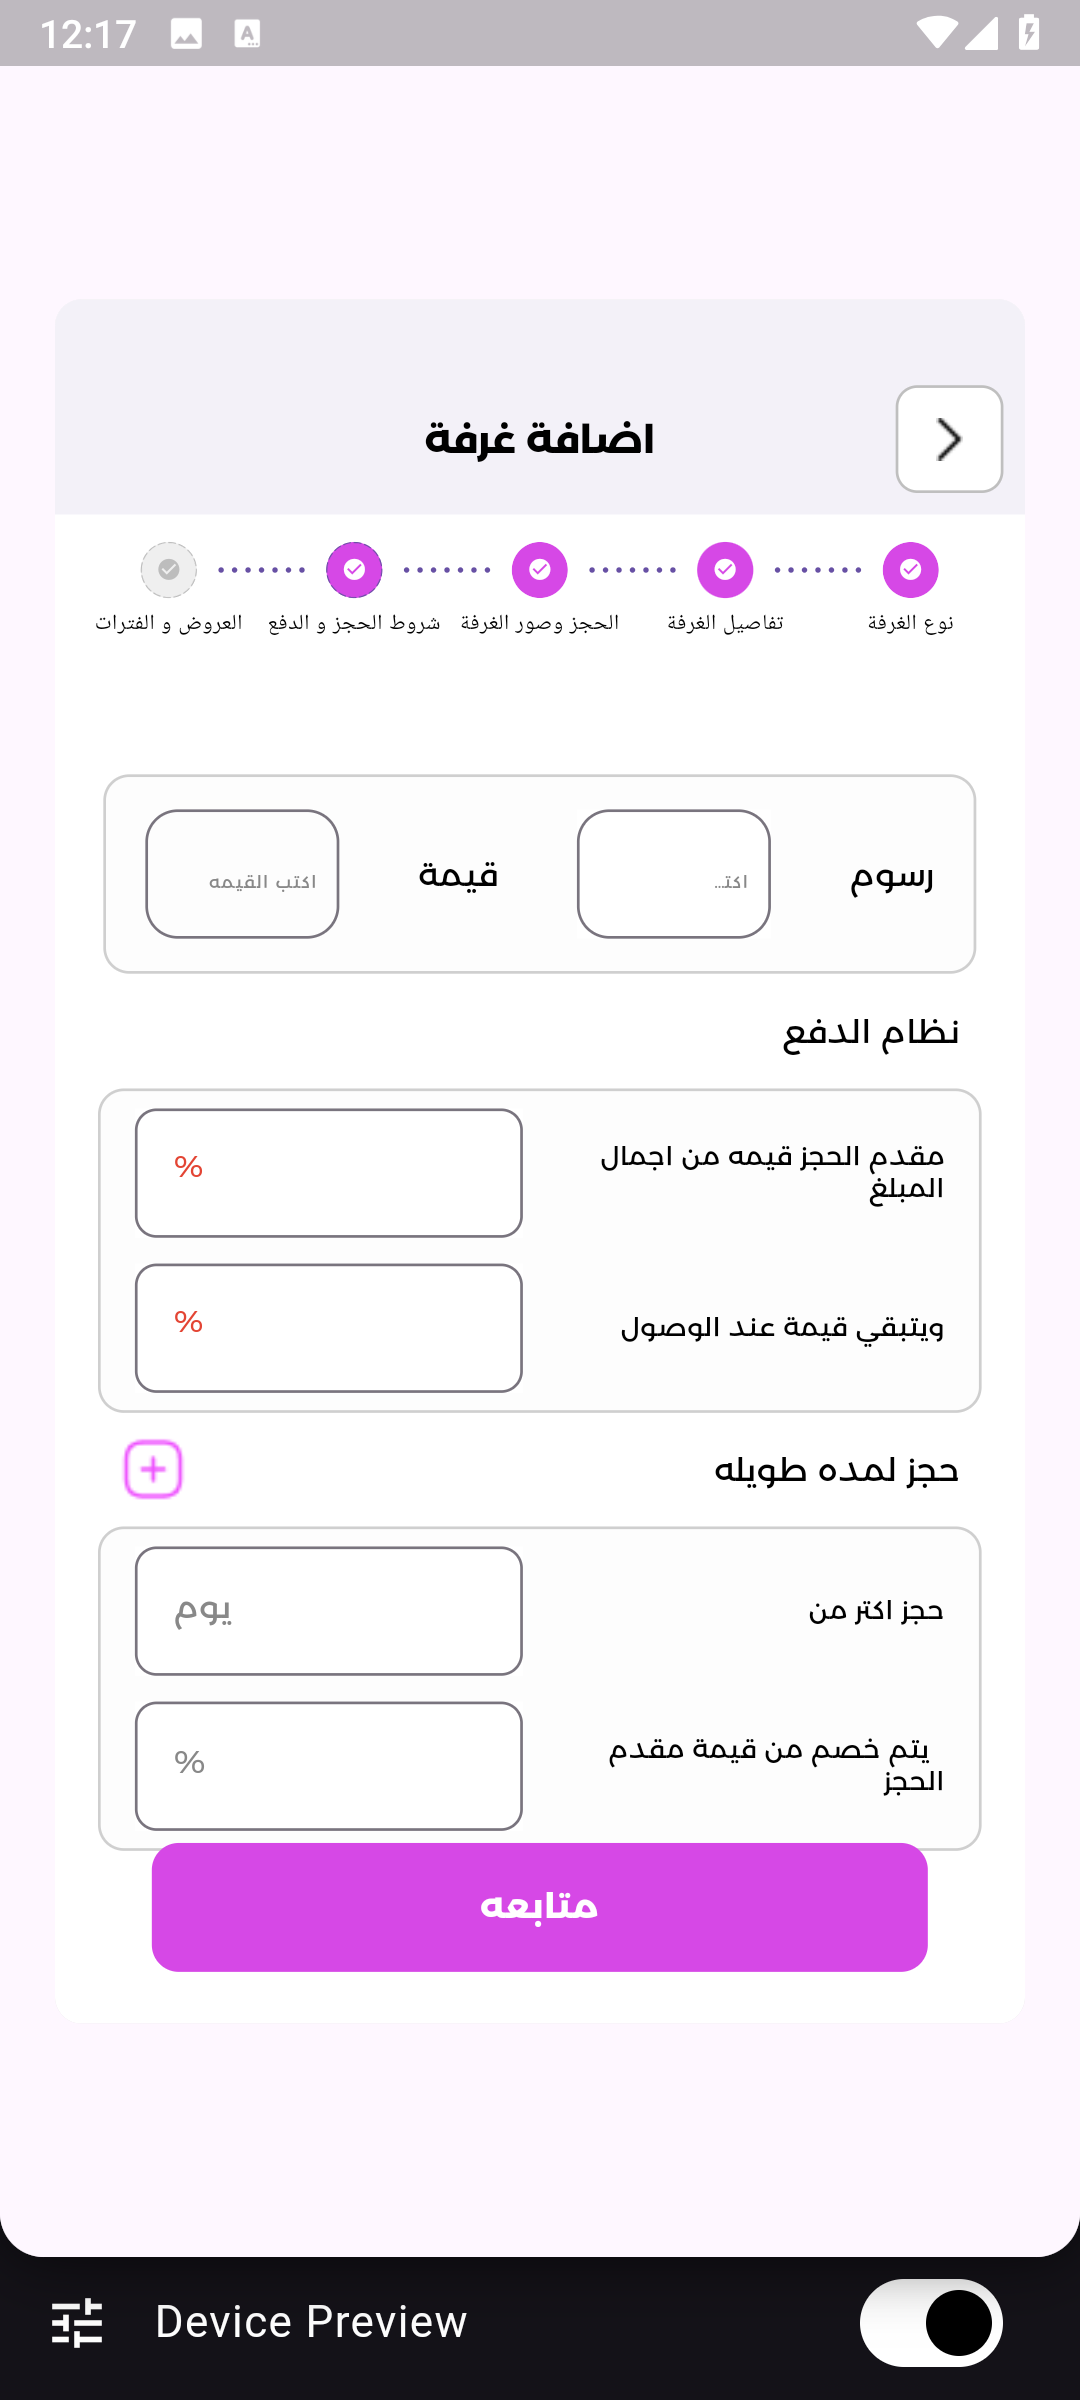 12:17
اضافة غرفة
نوع الغرفة
تفاصيل الغرفة
الحجز وصور الغرفة
شروط الحجز و الدفع
العروض و الفترات
رسوم
اكتـ...
قيمة
اكتب القيمه
نظام الدفع
مقدم الحجز قيمه من اجمال
المبلغ
%
ويتبقي قيمة عند الوصول
%
حجز لمده طويله
حجز اكتر من
يوم
يتم خصم من قيمة مقدم
الحجز
%
متابعه
Device Preview